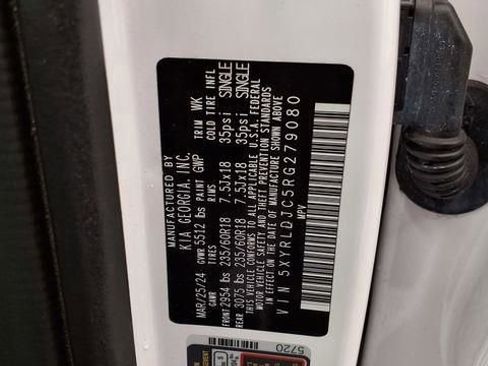 MANUFACTURED BY
KIA GEORGIA, INC.
MAR/25/24 GVWR 5512 lbs PAINT GWP TRIM WK
GAWR TIRES RIMS COLD TIRE INFL
FRONT 2954 lbs 235/60R18 7.5JX18 35psi SINGLE
REAR 3075 lbs 235/60R18 7.5JX18 35psi SINGLE
THIS VEHICLE CONFORMS TO ALL APPLICABLE U.S.A. FEDERAL
MOTOR VEHICLE SAFETY AND THEFT PREVENTION STANDARDS
IN EFFECT ON THE DATE OF MANUFACTURE SHOWN ABOVE.
VIN 5XYRLDJC5RG279080
MPV
5720